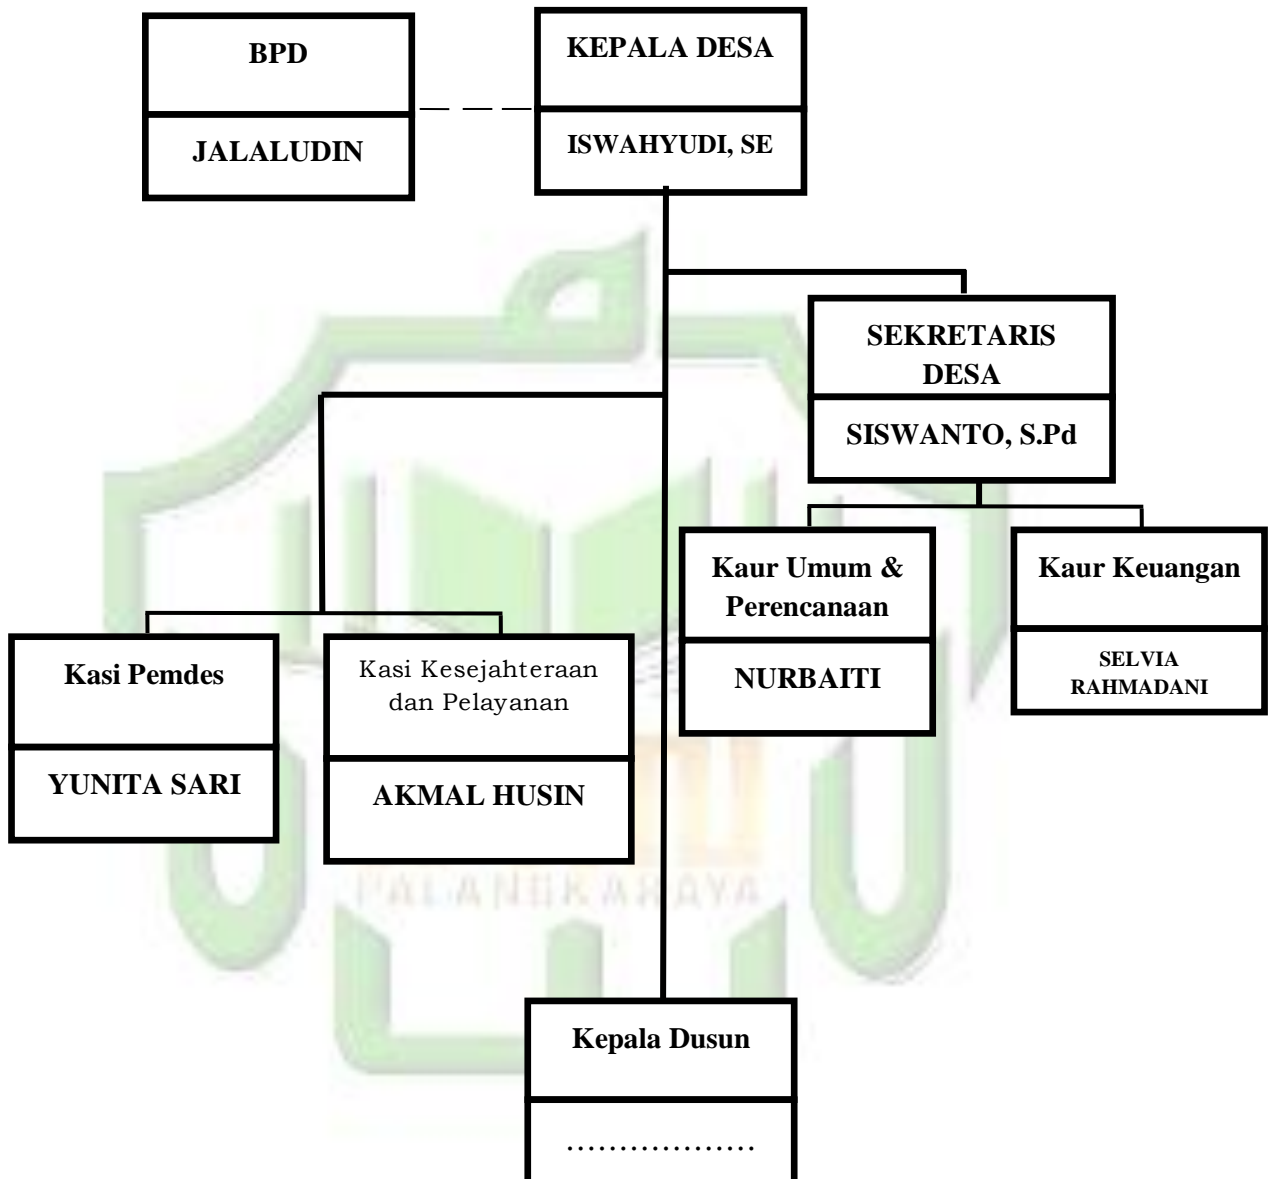 BPD
JALALUDIN
KEPALA DESA
ISWAHYUDI, SE
SEKRETARIS
DESA
SISWANTO, S.Pd
Kaur Umum &
Perencanaan
NURBAITI
Kaur Keuangan
SELVIA
RAHMADANI
Kasi Pemdes
YUNITA SARI
Kasi Kesejahteraan
dan Pelayanan
AKMAL HUSIN
PALANGKARAYA
Kepala Dusun
………………